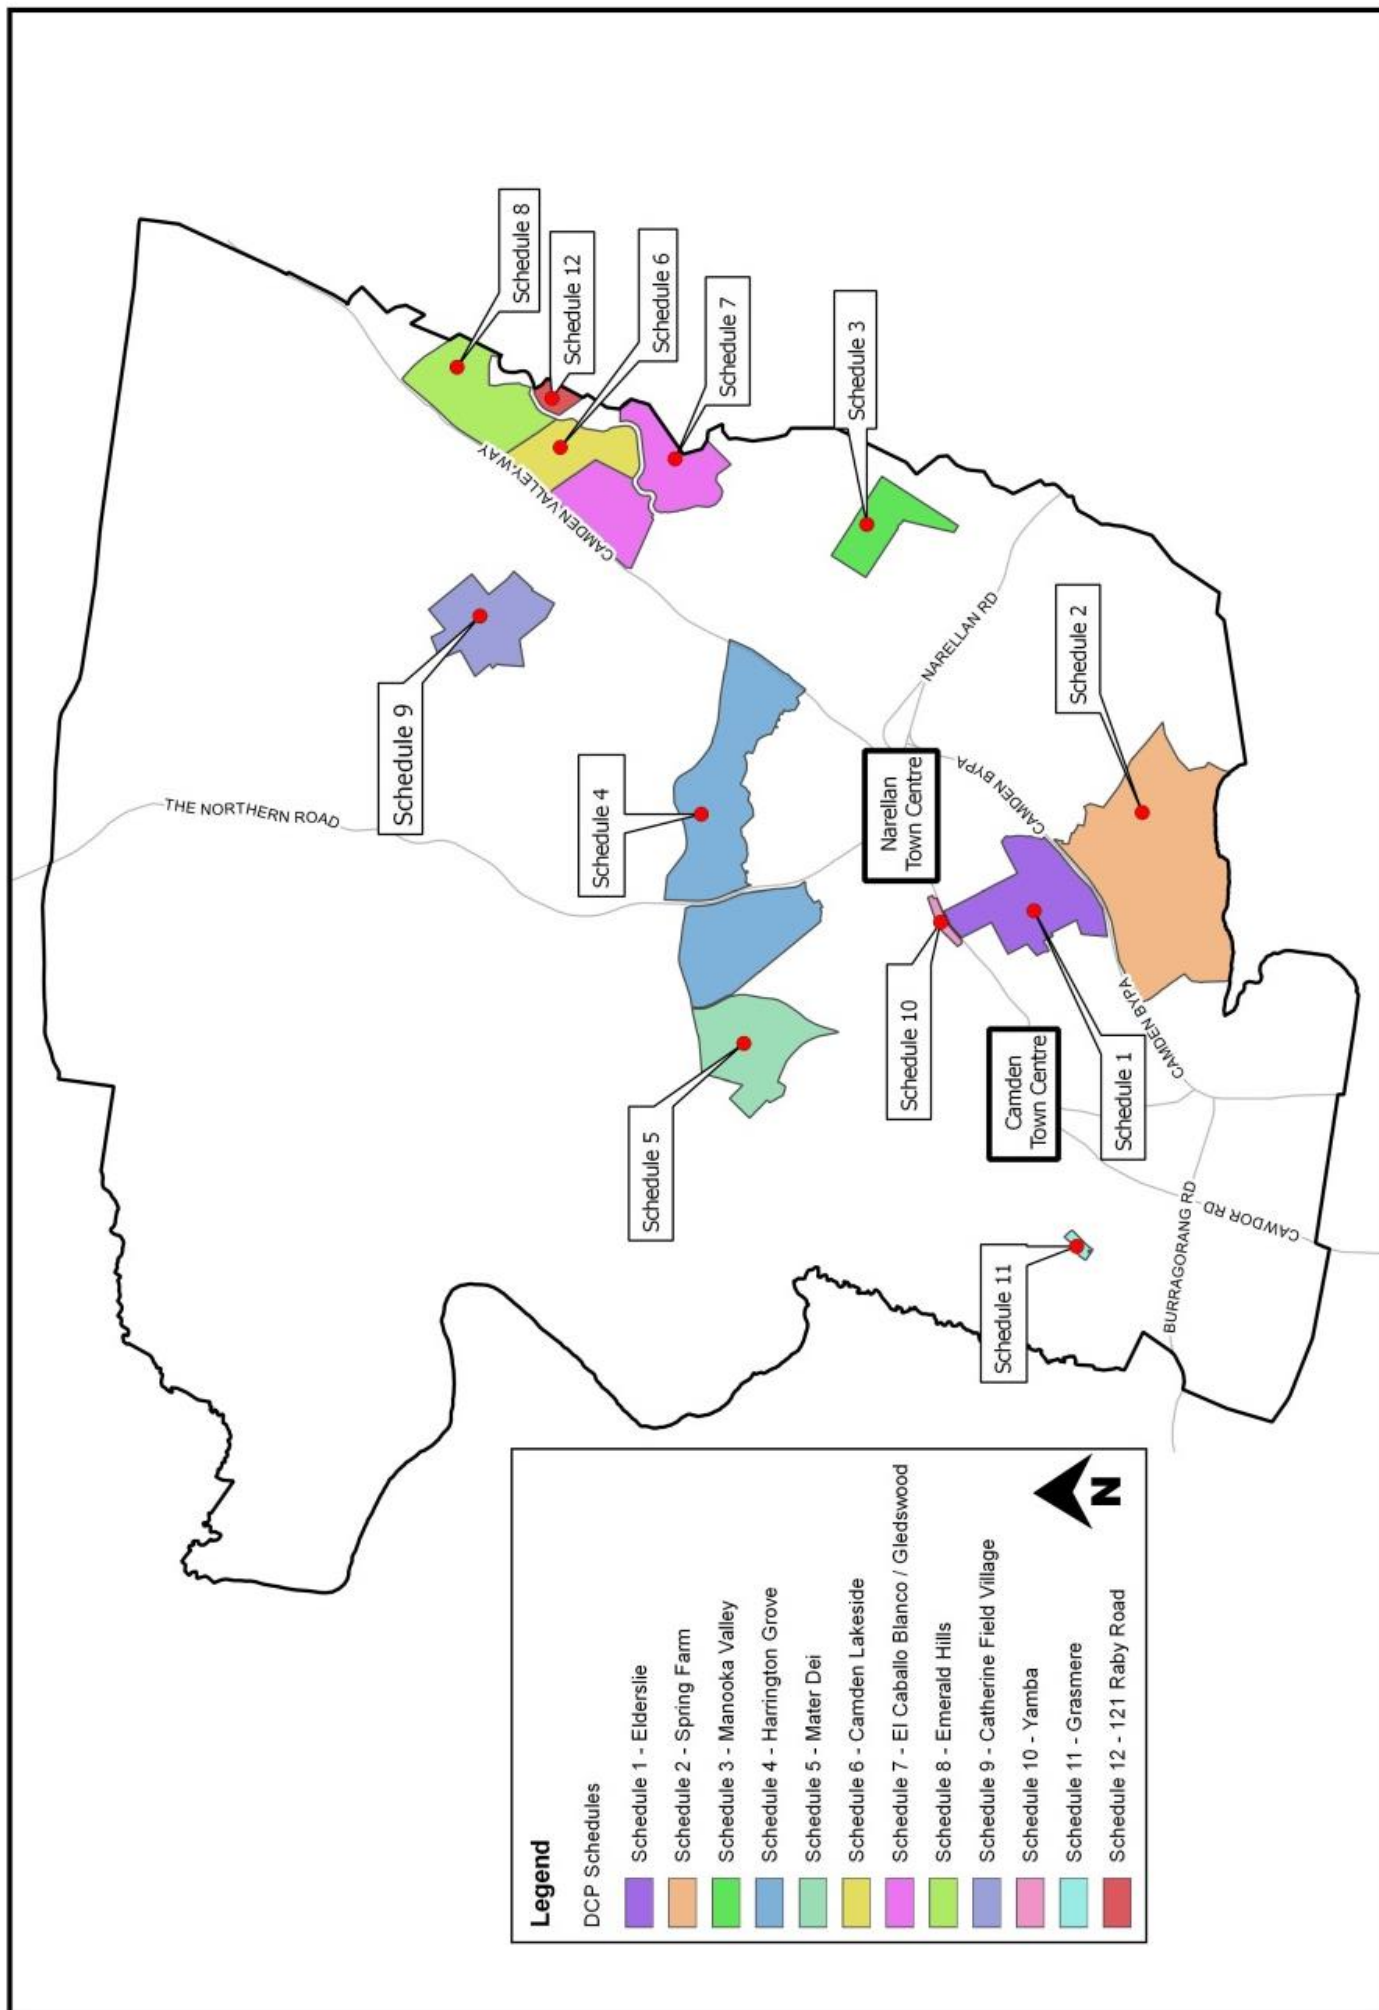 THE NORTHERN ROAD
CAMDEN VALLEY WAY
Schedule 8
Schedule 12
Schedule 6
Schedule 7
Schedule 9
Schedule 3
Schedule 4
Schedule 5
NARELLAN RD
Narellan
Town Centre
CAMDEN BYPA
Schedule 2
Schedule 10
Camden
Town Centre
Schedule 1
CAMDEN BYPA
Schedule 11
BURRAGORANG RD
CAWDOR RD
Legend
DCP Schedules
Schedule 1 - Elderslie
Schedule 2 - Spring Farm
Schedule 3 - Manooka Valley
Schedule 4 - Harrington Grove
Schedule 5 - Mater Dei
Schedule 6 - Camden Lakeside
Schedule 7 - El Caballo Blanco / Gledswood
Schedule 8 - Emerald Hills
Schedule 9 - Catherine Field Village
Schedule 10 - Yamba
Schedule 11 - Grasmere
Schedule 12 - 121 Raby Road
N